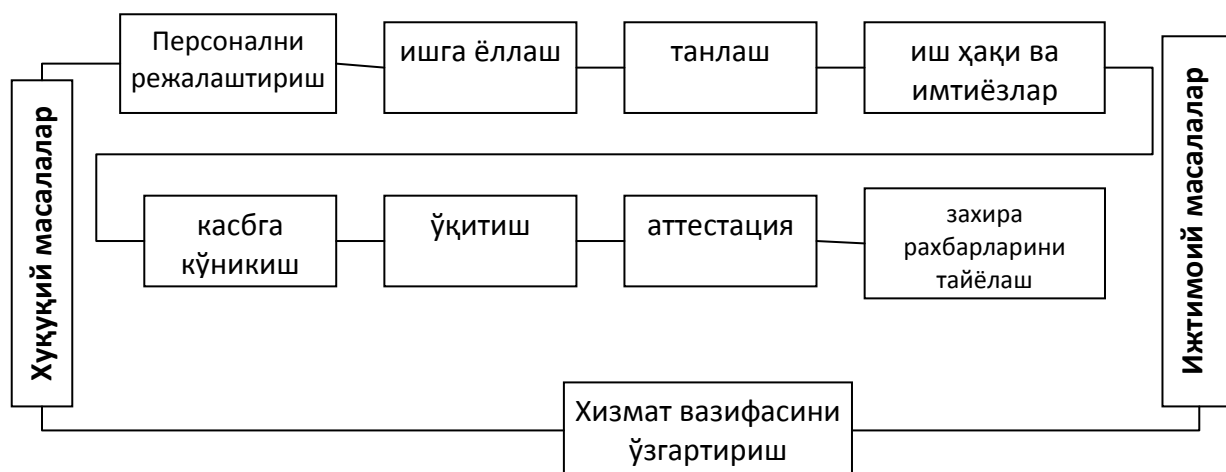 Хуқуқий масалалар
Персонални
режалаштириш
ишга ёллаш
танлаш
иш ҳақи ва
имтиёзлар
касбга
кўникиш
ўқитиш
аттестация
захира
рахбарларини
тайёлаш
Хизмат вазифасини
ўзгартириш
Ижтимоий масалалар